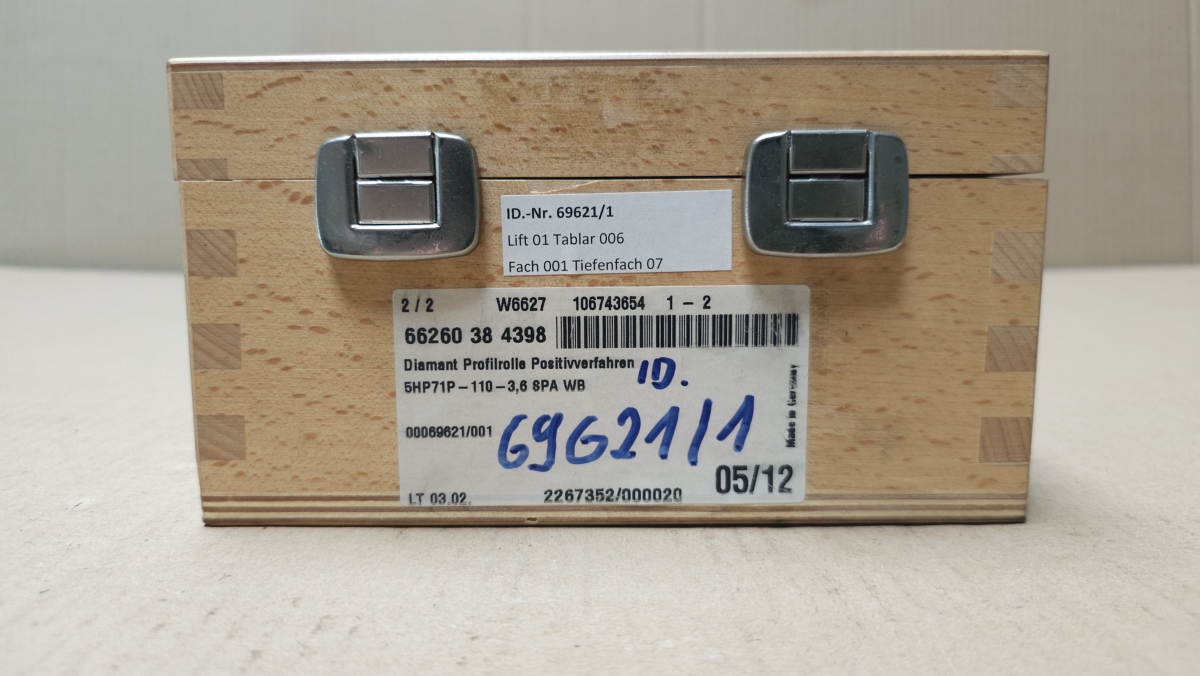 ID.-Nr. 69621/1
Lift 01 Tablar 006
Fach 001 Tiefenfach 07
2 / 2 W6627 106743654 1 – 2
66260 38 4398
Diamant Profilrolle Positivverfahren
5HP71P–110–3,6 SPA WB
ID.
00069621/001
69621/1
Made in Germany
05/12
LT 03.02.
2267352/000020